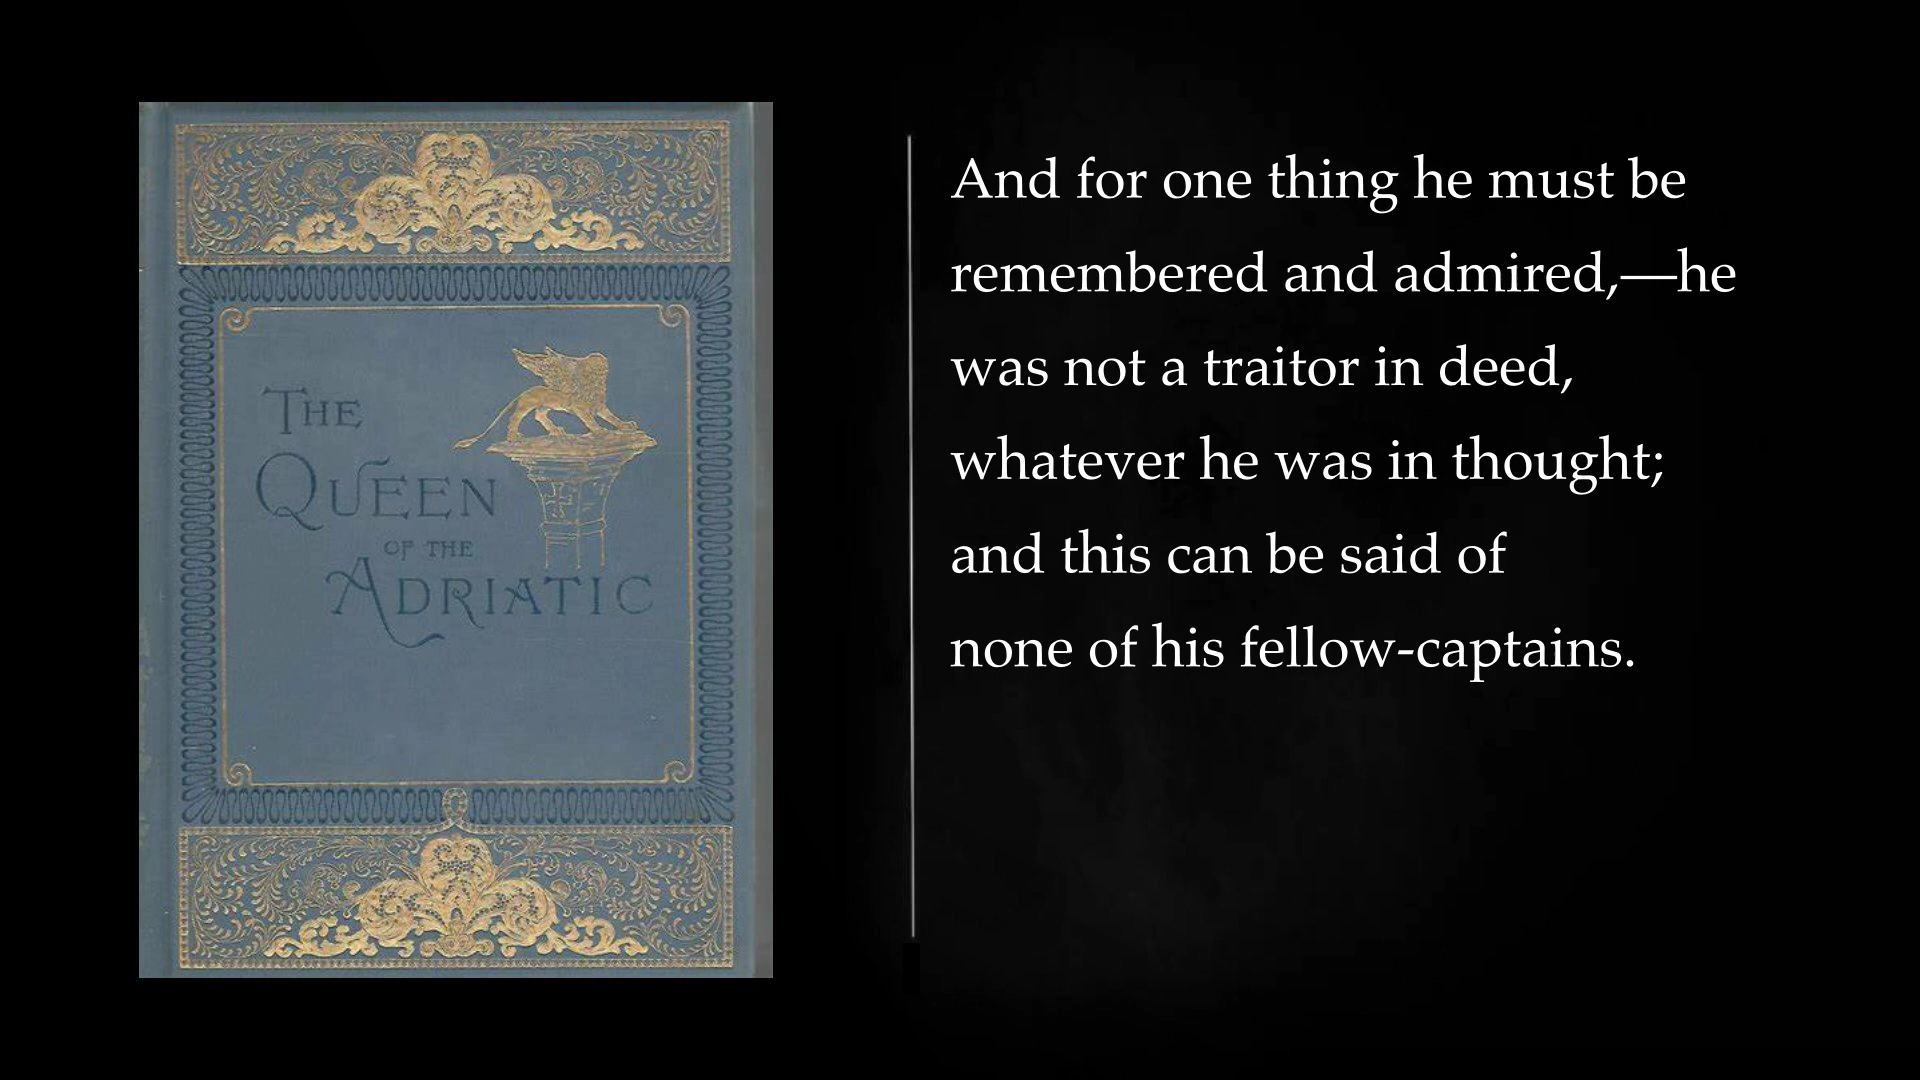 THE
QUEEN
OF THE
ADRIATIC
And for one thing he must be
remembered and admired,—he
was not a traitor in deed,
whatever he was in thought;
and this can be said of
none of his fellow-captains.